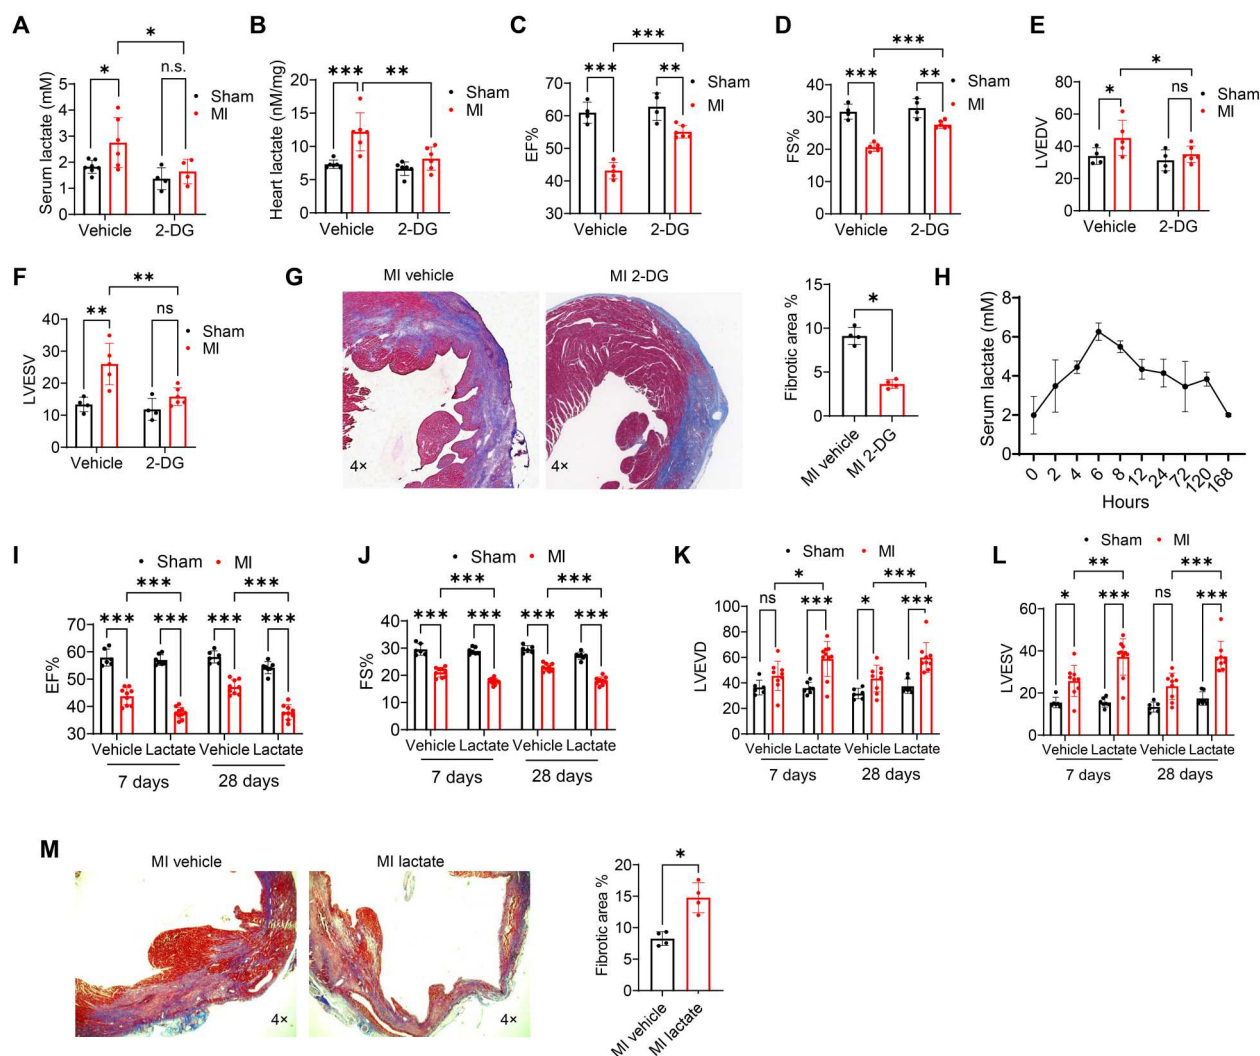 A
Serum lactate (mM)
5
4
3
2
1
0
*
*
n.s.
Sham
MI
Vehicle
2-DG
B
Heart lactate (nM/mg)
20
15
10
5
0
***
**
Sham
MI
Vehicle
2-DG
C
EF%
70
60
50
40
30
***
***
**
Sham
MI
Vehicle
2-DG
D
FS%
40
30
20
10
0
***
***
**
Sham
MI
Vehicle
2-DG
E
LVEDV
80
60
40
20
0
*
*
ns
Sham
MI
Vehicle
2-DG
F
LVESV
40
30
20
10
0
**
**
ns
Sham
MI
Vehicle
2-DG
G
MI vehicle
4×
MI 2-DG
4×
Fibrotic area %
15
10
5
0
*
MI vehicle
MI 2-DG
H
Serum lactate (mM)
8
6
4
2
0
0
2
4
6
8
12
24
72
120
168
Hours
I
Sham
MI
EF%
70
60
50
40
30
***
***
***
***
***
***
Vehicle Lactate
Vehicle Lactate
7 days
28 days
J
Sham
MI
FS%
40
30
20
10
0
***
***
***
***
***
***
Vehicle Lactate
Vehicle Lactate
7 days
28 days
K
Sham
MI
LVEVD
100
80
60
40
20
*
***
ns
***
*
***
Vehicle Lactate
Vehicle Lactate
7 days
28 days
L
Sham
MI
LVESV
60
40
20
0
**
***
*
***
ns
***
Vehicle Lactate
Vehicle Lactate
7 days
28 days
M
MI vehicle
4×
MI lactate
4×
Fibrotic area %
20
15
10
5
0
*
MI vehicle
MI lactate